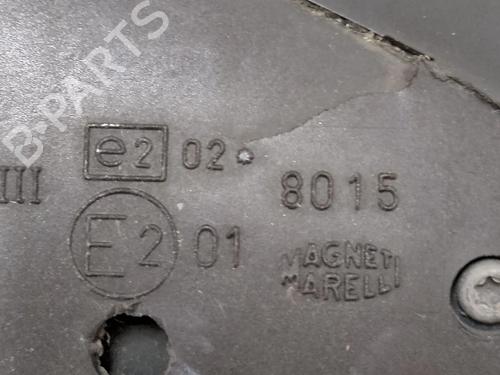 B-PARTS
e2 02*
III
8015
E2 01
MAGNETI
MARELLI